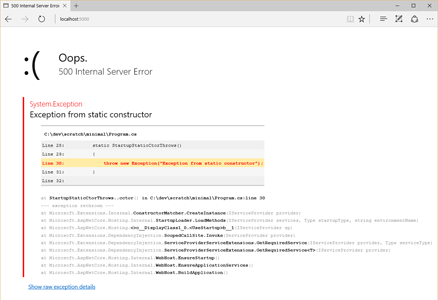 500 Internal Server Error
localhost:5000
:(
Oops.
500 Internal Server Error
System.Exception
Exception from static constructor
C:\dev\scratch\minimal\Program.cs
Line 28: static StartupStaticCtorThrows()
Line 29: {
Line 30: throw new Exception("Exception from static constructor");
Line 31: }
Line 32:
at StartupStaticCtorThrows..cctor() in C:\dev\scratch\minimal\Program.cs:line 30
--- exception rethrown ---
at Microsoft.Extensions.Internal.ConstructorMatcher.CreateInstance(IServiceProvider provider)
at Microsoft.AspNetCore.Hosting.Internal.StartupLoader.LoadMethods(IServiceProvider services, Type startupType, string environmentName)
at Microsoft.AspNetCore.Hosting.<>c__DisplayClass1_0.<UseStartup>b__1(IServiceProvider sp)
at Microsoft.Extensions.DependencyInjection.ScopedCallSite.Invoke(ServiceProvider provider)
at Microsoft.Extensions.DependencyInjection.ServiceProviderServiceExtensions.GetRequiredService(IServiceProvider provider, Type serviceType)
at Microsoft.Extensions.DependencyInjection.ServiceProviderServiceExtensions.GetRequiredService<T>(IServiceProvider provider)
at Microsoft.AspNetCore.Hosting.Internal.WebHost.EnsureStartup()
at Microsoft.AspNetCore.Hosting.Internal.WebHost.EnsureApplicationServices()
at Microsoft.AspNetCore.Hosting.Internal.WebHost.BuildApplication()
Show raw exception details